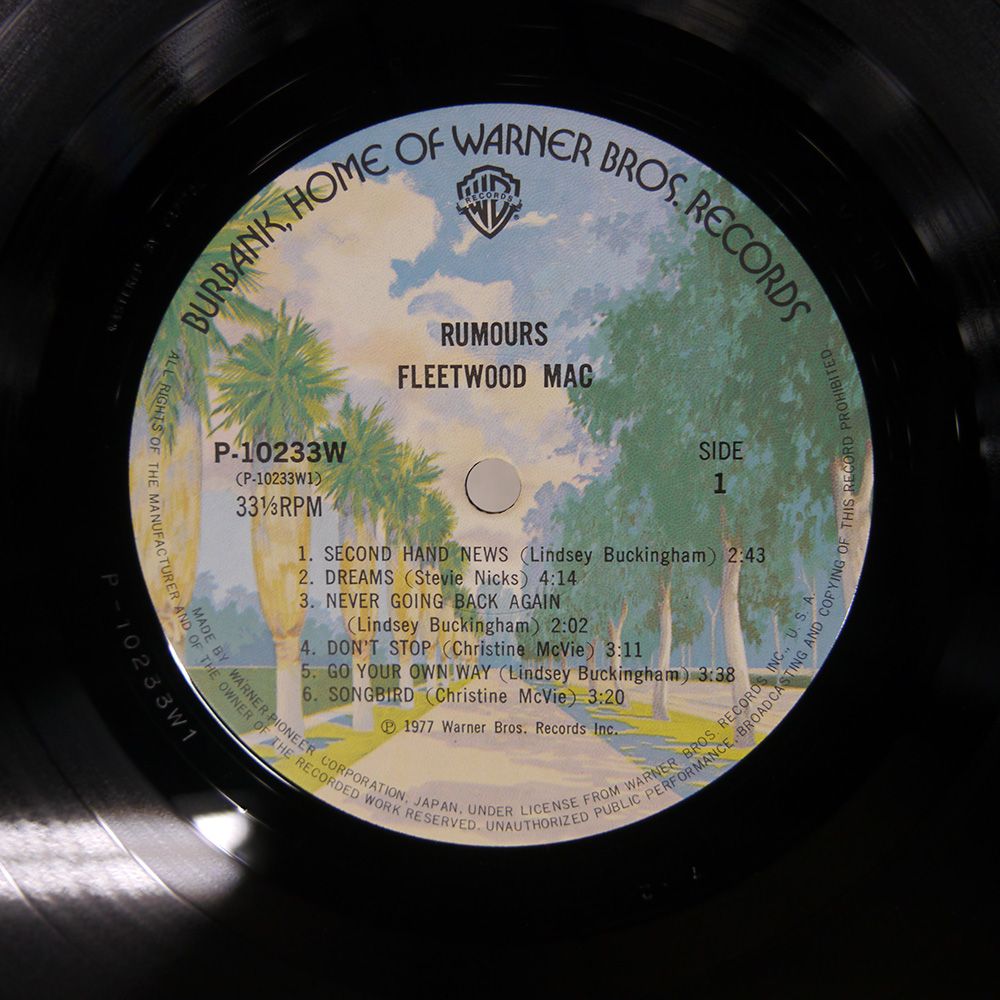 BURBANK, HOME OF WARNER BROS. RECORDS
WB
RECORDS
RUMOURS
FLEETWOOD MAC
P-10233W
(P-10233W1)
33⅓RPM
SIDE
1
1. SECOND HAND NEWS (Lindsey Buckingham) 2:43
2. DREAMS (Stevie Nicks) 4:14
3. NEVER GOING BACK AGAIN
(Lindsey Buckingham) 2:02
4. DON'T STOP (Christine McVie) 3:11
5. GO YOUR OWN WAY (Lindsey Buckingham) 3:38
6. SONGBIRD (Christine McVie) 3:20
Ⓟ 1977 Warner Bros. Records Inc.
MADE BY WARNER-PIONEER CORPORATION, JAPAN, UNDER LICENSE FROM WARNER BROS RECORDS INC., U.S.A.
ALL RIGHTS OF THE MANUFACTURER AND OF THE OWNER OF THE RECORDED WORK RESERVED. UNAUTHORIZED PUBLIC PERFORMANCE, BROADCASTING AND COPYING OF THIS RECORD PROHIBITED
P-10233W1